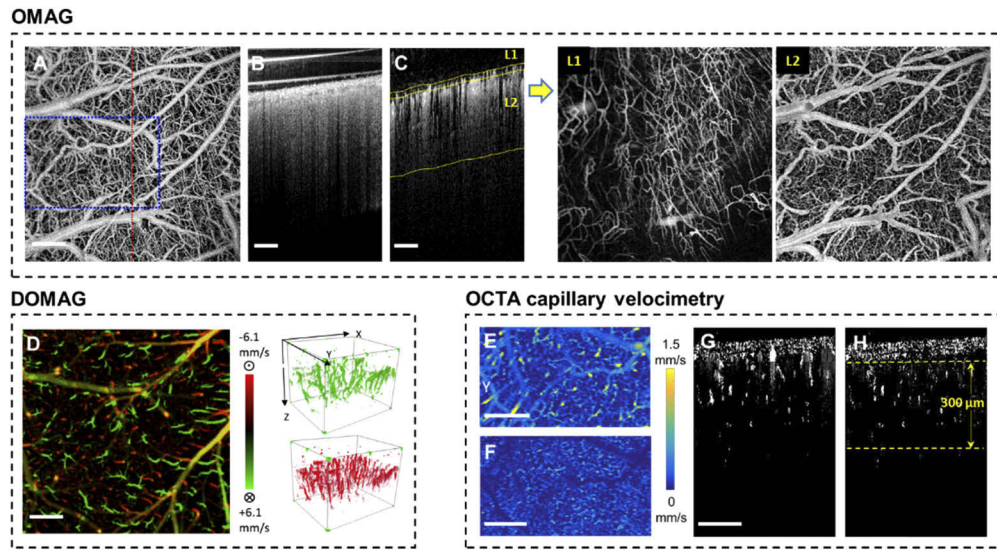 OMAG
A
B
C
L1
L2
L1
L2
DOMAG
D
-6.1
mm/s
+6.1
mm/s
X
Y
Z
OCTA capillary velocimetry
E
Y
F
1.5
mm/s
0
mm/s
G
H
300 µm